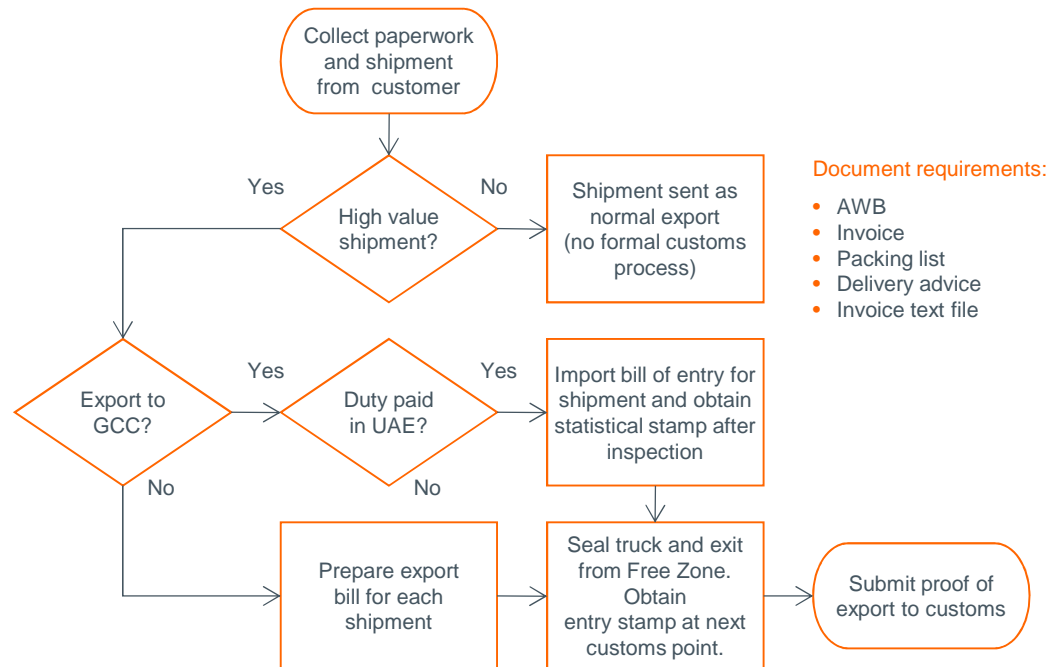 Collect paperwork
and shipment
from customer
Yes
No
High value
shipment?
Shipment sent as
normal export
(no formal customs
process)
Document requirements:
• AWB
• Invoice
• Packing list
• Delivery advice
• Invoice text file
Export to
GCC?
Yes
Duty paid
in UAE?
Yes
Import bill of entry for
shipment and obtain
statistical stamp after
inspection
No
No
Prepare export
bill for each
shipment
Seal truck and exit
from Free Zone.
Obtain
entry stamp at next
customs point.
Submit proof of
export to customs